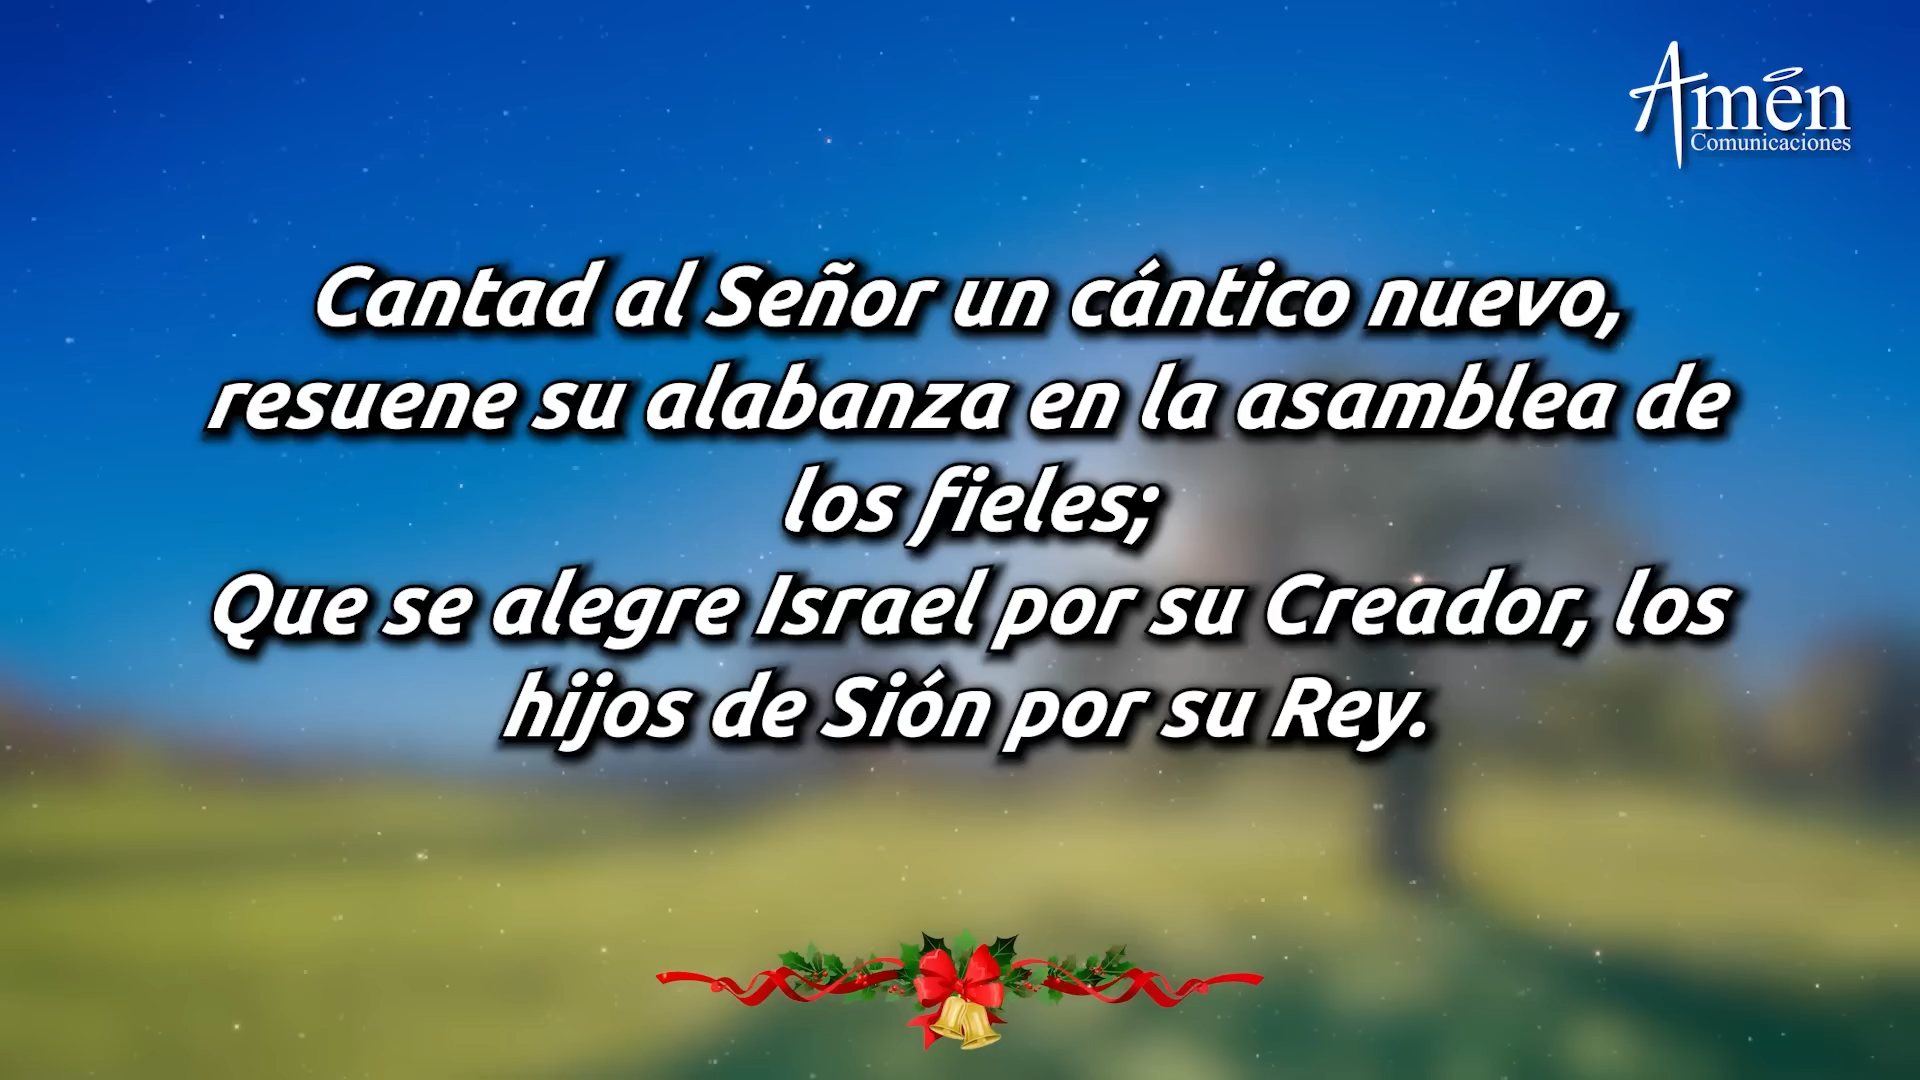 Amén
Comunicaciones
Cantad al Señor un cántico nuevo,
resuene su alabanza en la asamblea de
los fieles;
Que se alegre Israel por su Creador, los
hijos de Sión por su Rey.